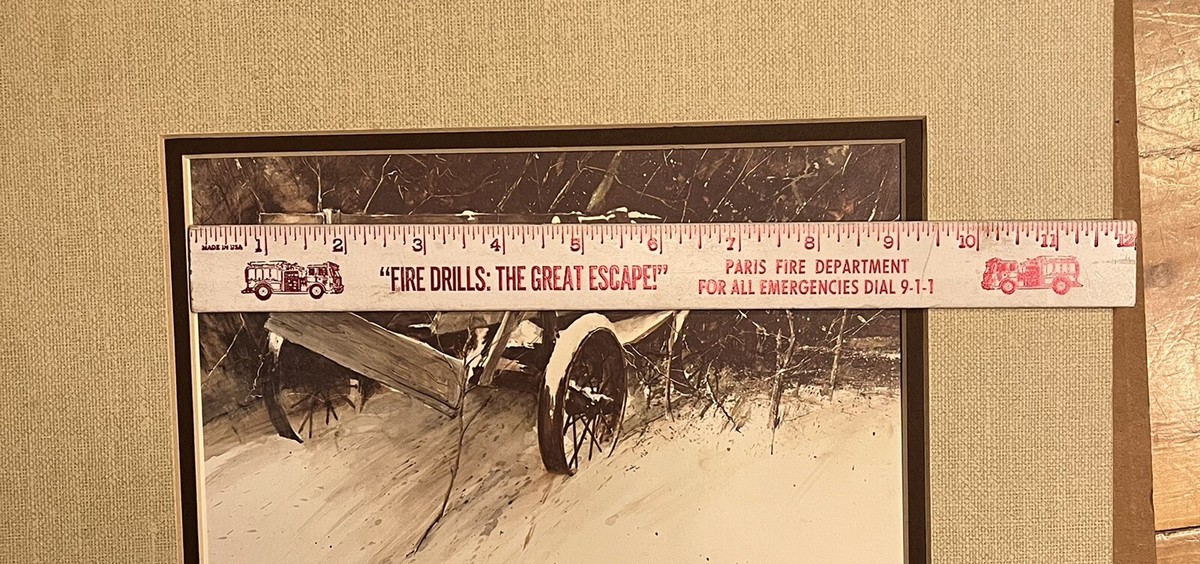 MADE IN USA 1 2 3 4 5 6 7 8 9 10 11 12
"FIRE DRILLS: THE GREAT ESCAPE!"
PARIS FIRE DEPARTMENT
FOR ALL EMERGENCIES DIAL 9-1-1